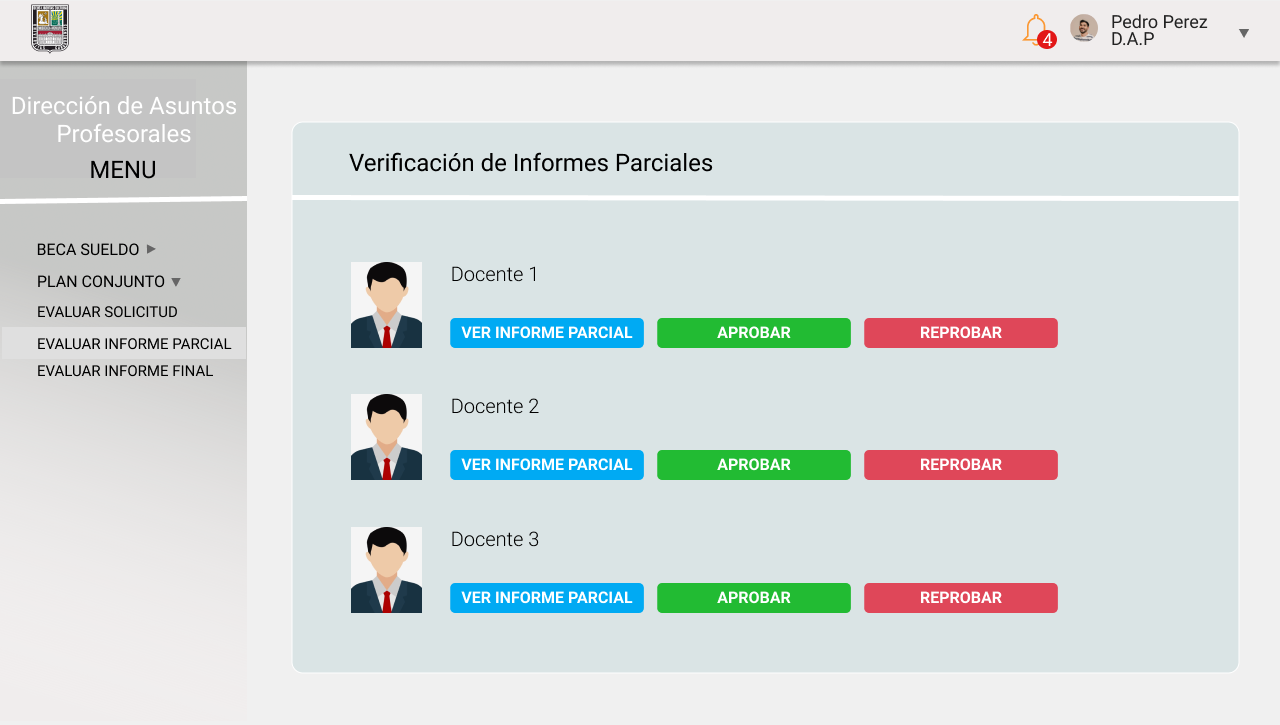 4
Pedro Perez
D.A.P
Dirección de Asuntos
Profesorales
MENU
BECA SUELDO
PLAN CONJUNTO
EVALUAR SOLICITUD
EVALUAR INFORME PARCIAL
EVALUAR INFORME FINAL
Verificación de Informes Parciales
Docente 1
VER INFORME PARCIAL APROBAR REPROBAR
Docente 2
VER INFORME PARCIAL APROBAR REPROBAR
Docente 3
VER INFORME PARCIAL APROBAR REPROBAR